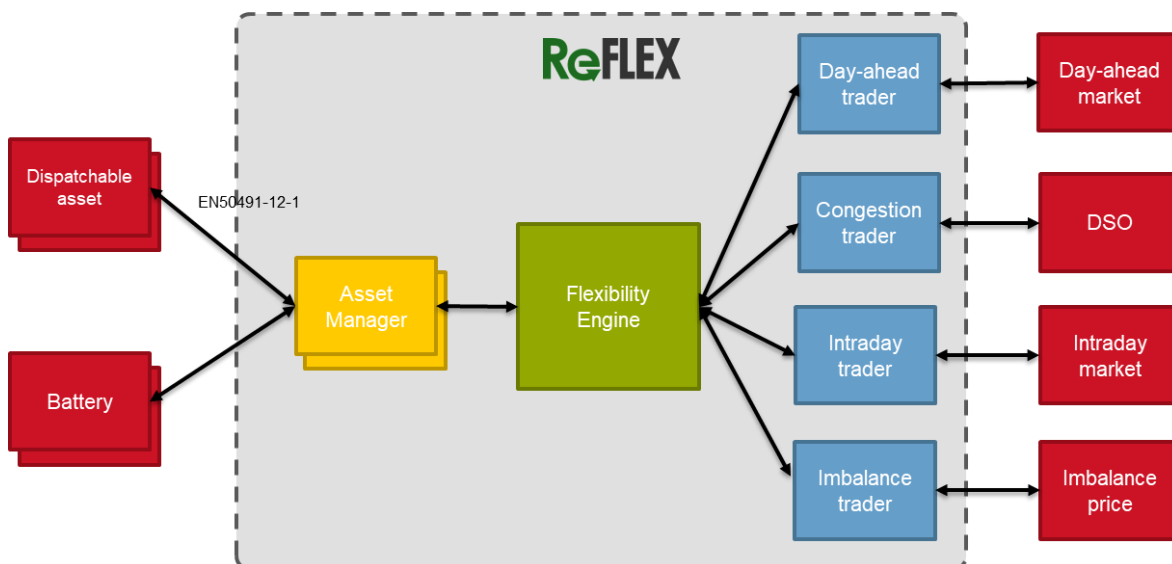 ReFLEX
Day-ahead
trader
Day-ahead
market
Dispatchable
asset
EN50491-12-1
Congestion
trader
DSO
Asset
Manager
Flexibility
Engine
Intraday
trader
Intraday
market
Battery
Imbalance
trader
Imbalance
price